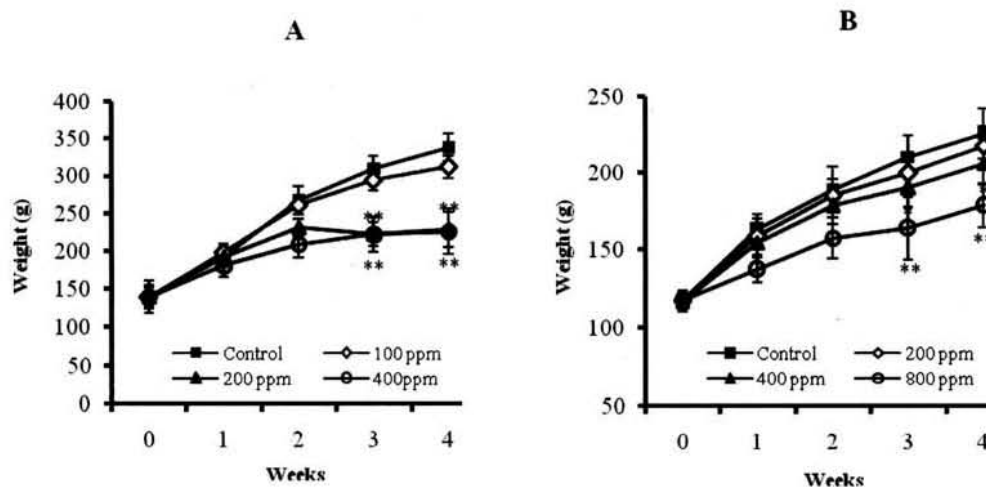 A
400
350
300
250
200
150
100
50
0
Weight (g)
** **
** **
Control 100 ppm
200 ppm 400ppm
0 1 2 3 4
Weeks
B
250
200
150
100
50
Weight (g)
* *
** **
Control 200 ppm
400 ppm 800 ppm
0 1 2 3 4
Weeks